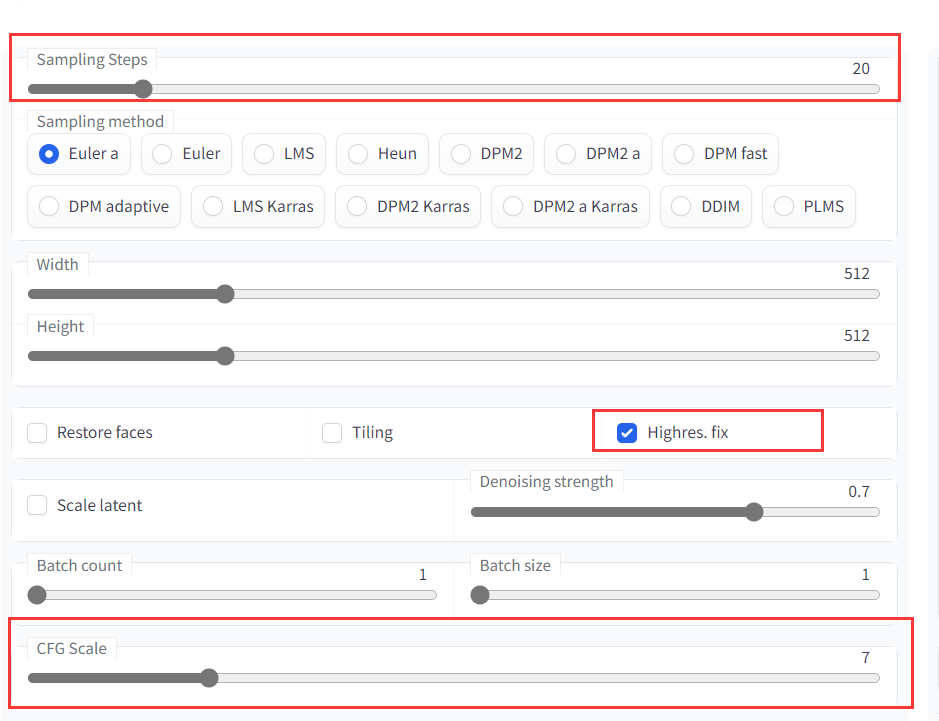 Sampling Steps
20
Sampling method
Euler a Euler LMS Heun DPM2 DPM2 a DPM fast
DPM adaptive LMS Karras DPM2 Karras DPM2 a Karras DDIM PLMS
Width
512
Height
512
Restore faces Tiling Highres. fix
Scale latent
Denoising strength
0.7
Batch count
1
Batch size
1
CFG Scale
7